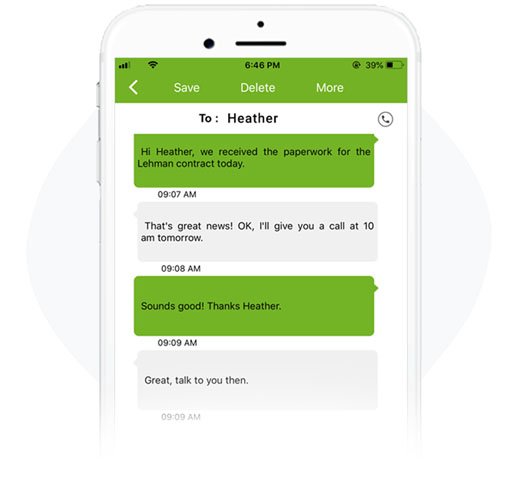 6:46 PM 39%
Save Delete More
To : Heather
Hi Heather, we received the paperwork for the
Lehman contract today.
09:07 AM
That's great news! OK, I'll give you a call at 10
am tomorrow.
09:08 AM
Sounds good! Thanks Heather.
09:09 AM
Great, talk to you then.
09:09 AM